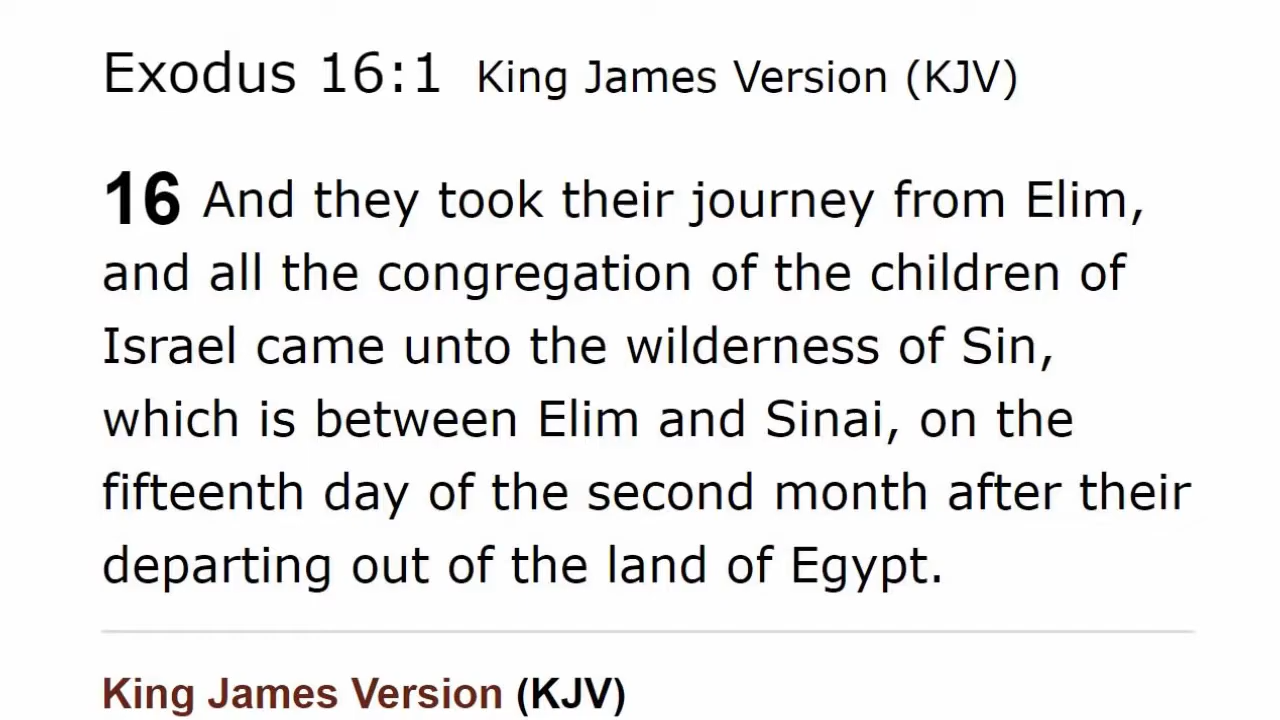 Exodus 16:1 King James Version (KJV)
16 And they took their journey from Elim,
and all the congregation of the children of
Israel came unto the wilderness of Sin,
which is between Elim and Sinai, on the
fifteenth day of the second month after their
departing out of the land of Egypt.
King James Version (KJV)